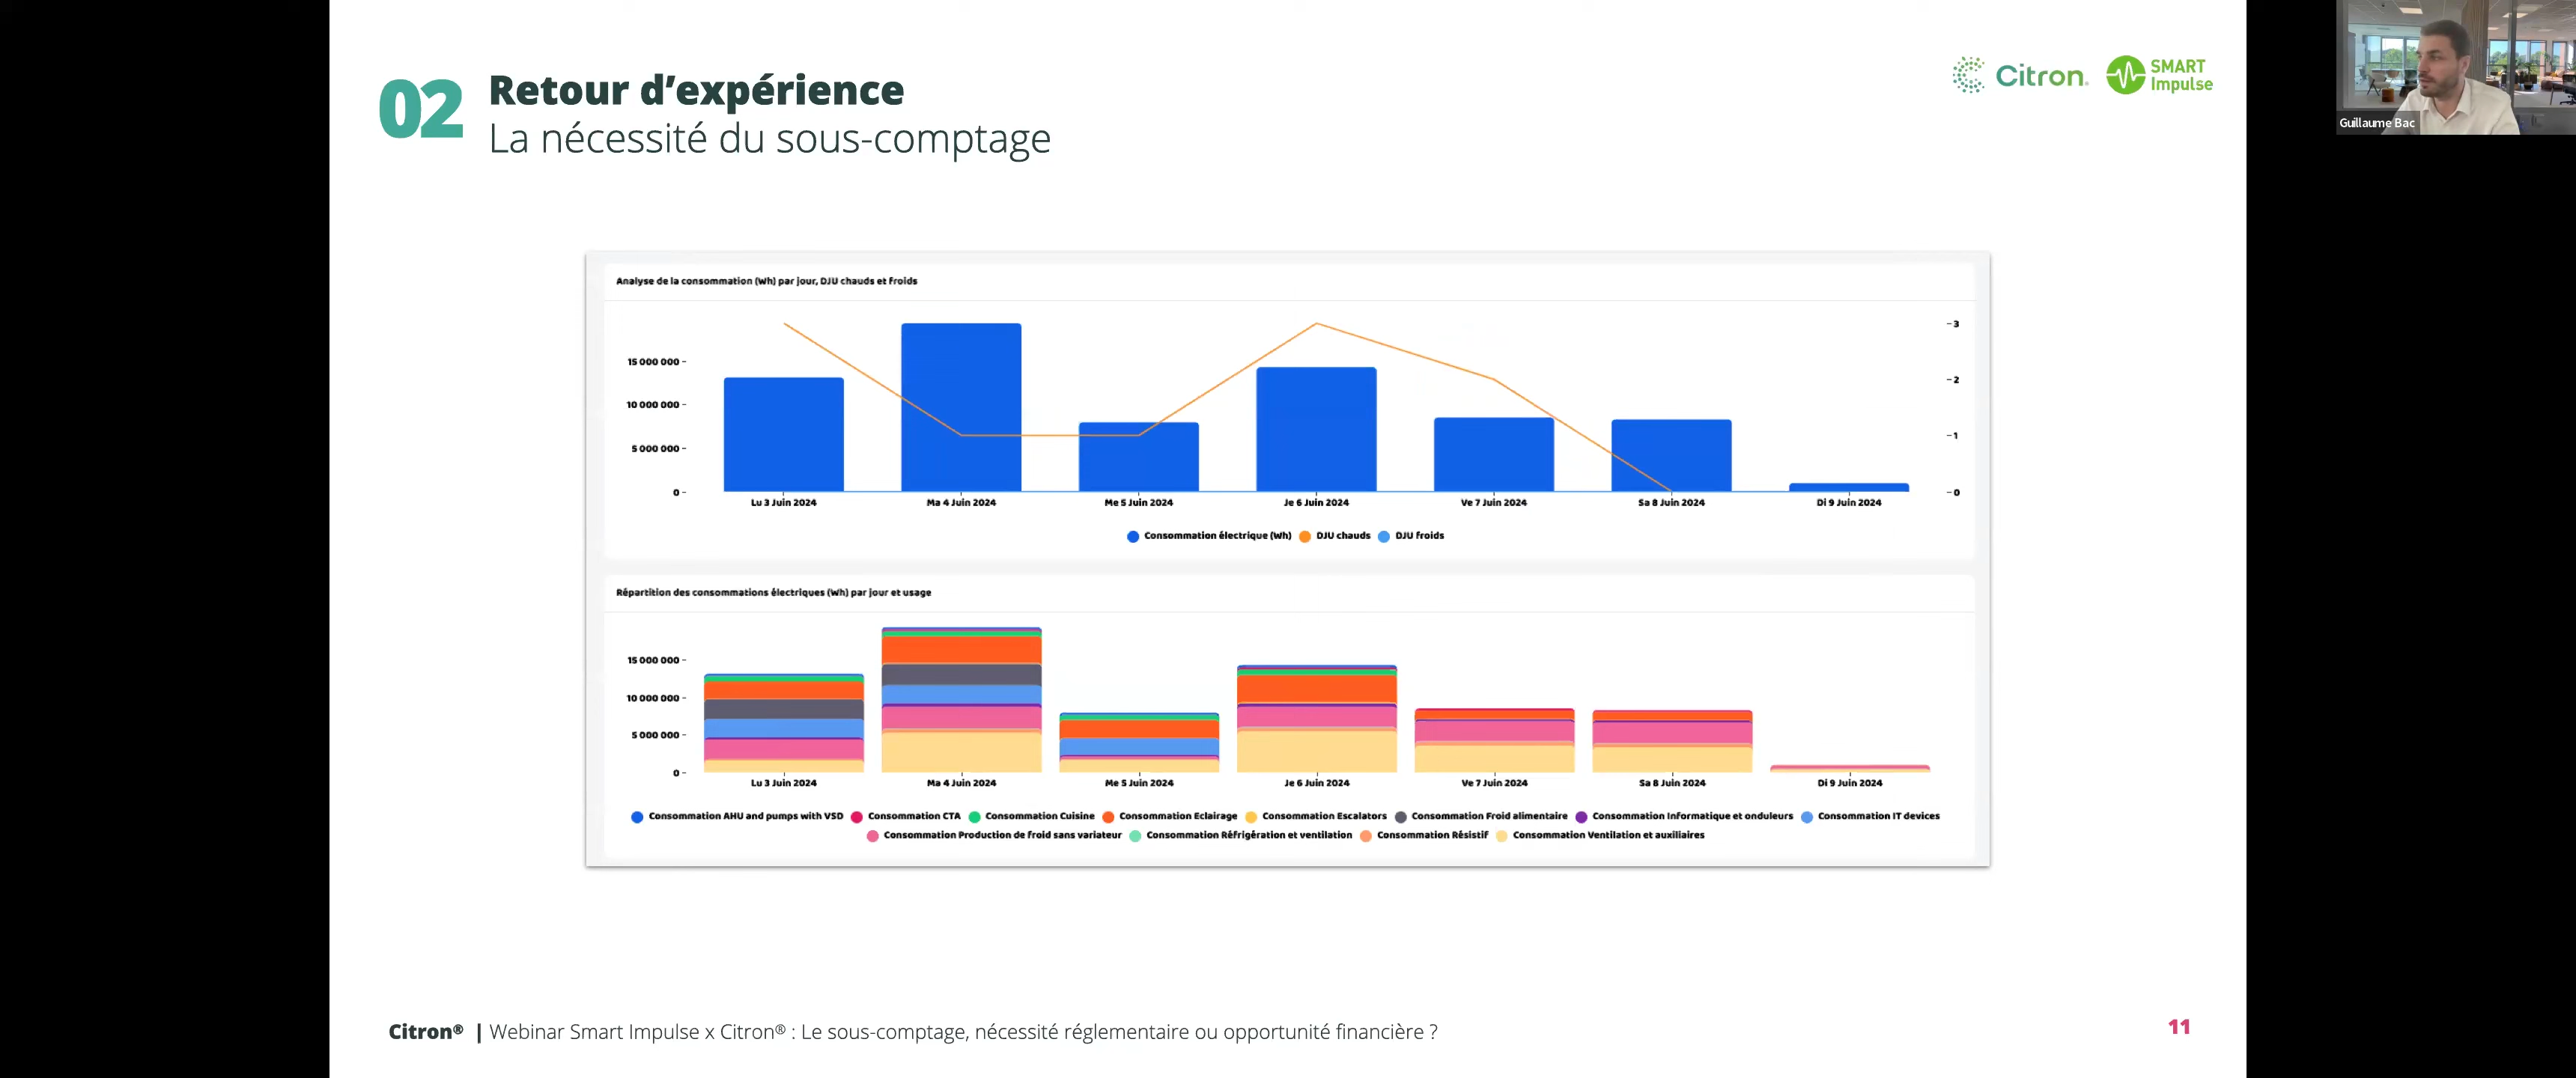 02
Retour d'expérience
La nécessité du sous-comptage
Citron®
SMART
Impulse
Guillaume Bac
Analyse de la consommation (Wh) par jour, DJU chauds et froids
15 000 000
10 000 000
5 000 000
0
3
2
1
0
Lu 3 Juin 2024 Ma 4 Juin 2024 Me 5 Juin 2024 Je 6 Juin 2024 Ve 7 Juin 2024 Sa 8 Juin 2024 Di 9 Juin 2024
Consommation électrique (Wh) DJU chauds DJU froids
Répartition des consommations électriques (Wh) par jour et usage
15 000 000
10 000 000
5 000 000
0
Lu 3 Juin 2024 Ma 4 Juin 2024 Me 5 Juin 2024 Je 6 Juin 2024 Ve 7 Juin 2024 Sa 8 Juin 2024 Di 9 Juin 2024
Consommation AHU and pumps with VSD Consommation CTA Consommation Cuisine Consommation Eclairage Consommation Escalators Consommation Froid alimentaire Consommation Informatique et onduleurs Consommation IT devices
Consommation Production de froid sans variateur Consommation Réfrigération et ventilation Consommation Résistif Consommation Ventilation et auxiliaires
Citron® | Webinar Smart Impulse x Citron® : Le sous-comptage, nécessité réglementaire ou opportunité financière ?
11